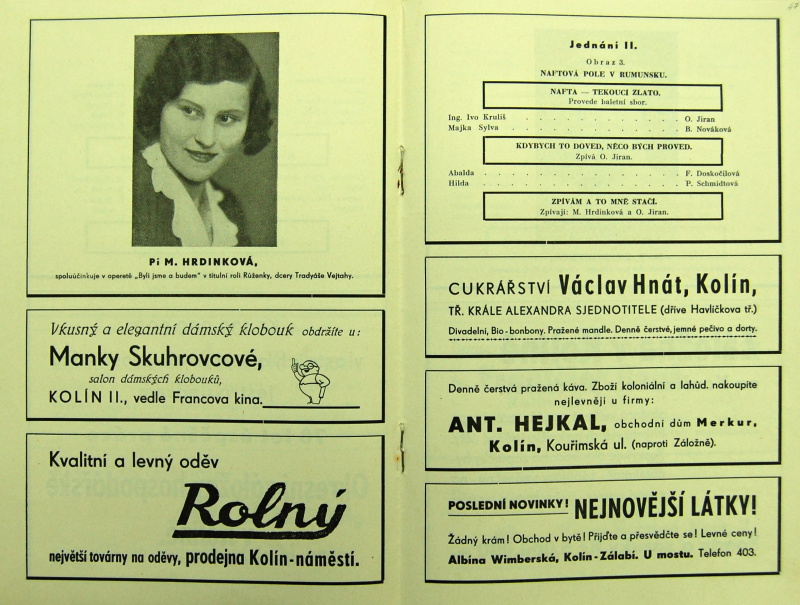 Pí M. HRDINKOVÁ,
spoluúčinkuje v operetě „Byli jsme a budem" v titulní roli Růženky, dcery Tradyáše Vejtahy.
Vkusný a elegantní dámský klobouk obdržíte u:
Manky Skuhrovcové,
salon dámských klobouků,
KOLÍN II., vedle Francova kina.
Kvalitní a levný oděv
Rolný
největší továrny na oděvy, prodejna Kolín-náměstí.
Jednání II.
Obraz 3.
NAFTOVÁ POLE V RUMUNSKU.
NAFTA — TEKOUCÍ ZLATO.
Provede baletní sbor.
Ing. Ivo Kruliš . . . . . . . . . . . . O. Jiran
Majka Sylva . . . . . . . . . . . . B. Nováková
KDYBYCH TO DOVED, NĚCO BÝCH PROVED.
Zpívá O. Jiran.
Abalda . . . . . . . . . . . . F. Doskočilová
Hilda . . . . . . . . . . . . P. Schmidtová
ZPÍVÁM A TO MNĚ STAČÍ.
Zpívají: M. Hrdinková a O. Jiran.
CUKRÁŘSTVÍ Václav Hnát, Kolín,
TŘ. KRÁLE ALEXANDRA SJEDNOTITELE (dříve Havlíčkova tř.)
Divadelní, Bio-bonbony. Pražené mandle. Denně čerstvé, jemné pečivo a dorty.
Denně čerstvá pražená káva. Zboží koloniální a lahůd. nakoupíte
nejlevněji u firmy:
ANT. HEJKAL, obchodní dům Merkur,
Kolín, Kouřimská ul. (naproti Záložně).
POSLEDNÍ NOVINKY! NEJNOVĚJŠÍ LÁTKY!
Žádný krám! Obchod v bytě! Přijďte a přesvědčte se! Levné ceny!
Albína Wimberská, Kolín-Zálabí. U mostu. Telefon 403.